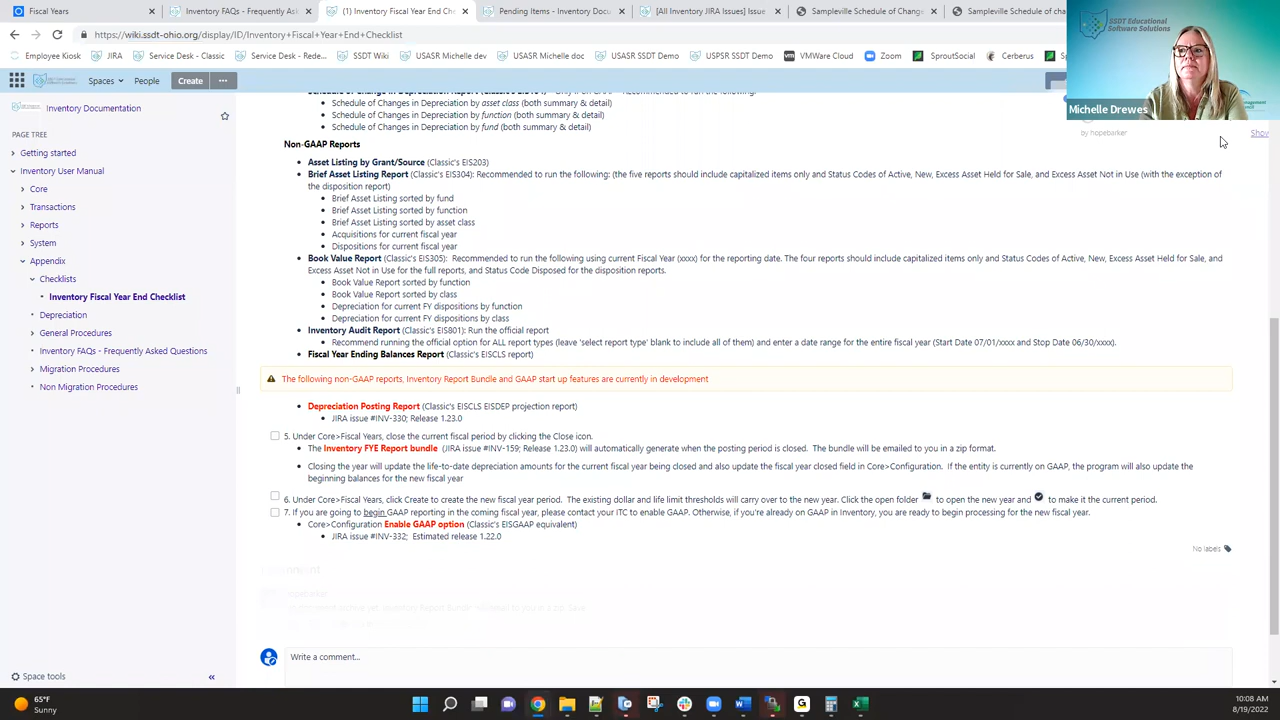 Fiscal Years
Inventory FAQs - Frequently Ask
(1) Inventory Fiscal Year End Che
Pending Items - Inventory Docu
[All Inventory JIRA Issues] Issue
Sampleville Schedule of Change
Sampleville Schedule of cha
https://wiki.ssdt-ohio.org/display/ID/Inventory+Fiscal+Year+End+Checklist
Employee Kiosk
JIRA
Service Desk - Classic
Service Desk - Rede...
SSDT Wiki
USASR Michelle dev
USASR Michelle doc
USASR SSDT Demo
USPSR SSDT Demo
VMWare Cloud
Zoom
SproutSocial
Cerberus
SSDT Educational
Software Solutions
Michelle Drewes
Spaces
People
Create
Inventory Documentation
PAGE TREE
Getting started
Inventory User Manual
Core
Transactions
Reports
System
Appendix
Checklists
Inventory Fiscal Year End Checklist
Depreciation
General Procedures
Inventory FAQs - Frequently Asked Questions
Migration Procedures
Non Migration Procedures
Space tools
by hopebarker
Show
Schedule of Changes in Depreciation by asset class (both summary & detail)
Schedule of Changes in Depreciation by function (both summary & detail)
Schedule of Changes in Depreciation by fund (both summary & detail)
Non-GAAP Reports
Asset Listing by Grant/Source (Classic's EIS203)
Brief Asset Listing Report (Classic's EIS304): Recommended to run the following: (the five reports should include capitalized items only and Status Codes of Active, New, Excess Asset Held for Sale, and Excess Asset Not in Use (with the exception of
the disposition report)
Brief Asset Listing sorted by fund
Brief Asset Listing sorted by function
Brief Asset Listing sorted by asset class
Acquisitions for current fiscal year
Dispositions for current fiscal year
Book Value Report (Classic's EIS305): Recommended to run the following using current Fiscal Year (xxxx) for the reporting date. The four reports should include capitalized items only and Status Codes of Active, New, Excess Asset Held for Sale, and
Excess Asset Not in Use for the full reports, and Status Code Disposed for the disposition reports.
Book Value Report sorted by function
Book Value Report sorted by class
Depreciation for current FY dispositions by function
Depreciation for current FY dispositions by class
Inventory Audit Report (Classic's EIS801): Run the official report
Recommend running the official option for ALL report types (leave 'select report type' blank to include all of them) and enter a date range for the entire fiscal year (Start Date 07/01/xxxx and Stop Date 06/30/xxxx).
Fiscal Year Ending Balances Report (Classic's EISCLS report)
The following non-GAAP reports, Inventory Report Bundle and GAAP start up features are currently in development
Depreciation Posting Report (Classic's EISCLS EISDEP projection report)
JIRA issue #INV-330; Release 1.23.0
5. Under Core>Fiscal Years, close the current fiscal period by clicking the Close icon.
The Inventory FYE Report bundle (JIRA issue #INV-159; Release 1.23.0) will automatically generate when the posting period is closed. The bundle will be emailed to you in a zip format.
Closing the year will update the life-to-date depreciation amounts for the current fiscal year being closed and also update the fiscal year closed field in Core>Configuration. If the entity is currently on GAAP, the program will also update the
beginning balances for the new fiscal year
6. Under Core>Fiscal Years, click Create to create the new fiscal year period. The existing dollar and life limit thresholds will carry over to the new year. Click the open folder to open the new year and to make it the current period.
7. If you are going to begin GAAP reporting in the coming fiscal year, please contact your ITC to enable GAAP. Otherwise, if you're already on GAAP in Inventory, you are ready to begin processing for the new fiscal year.
Core>Configuration Enable GAAP option (Classic's EISGAAP equivalent)
JIRA issue #INV-332; Estimated release 1.22.0
No labels
hopebarker
Write a comment...
65°F
Sunny
10:08 AM
8/19/2022